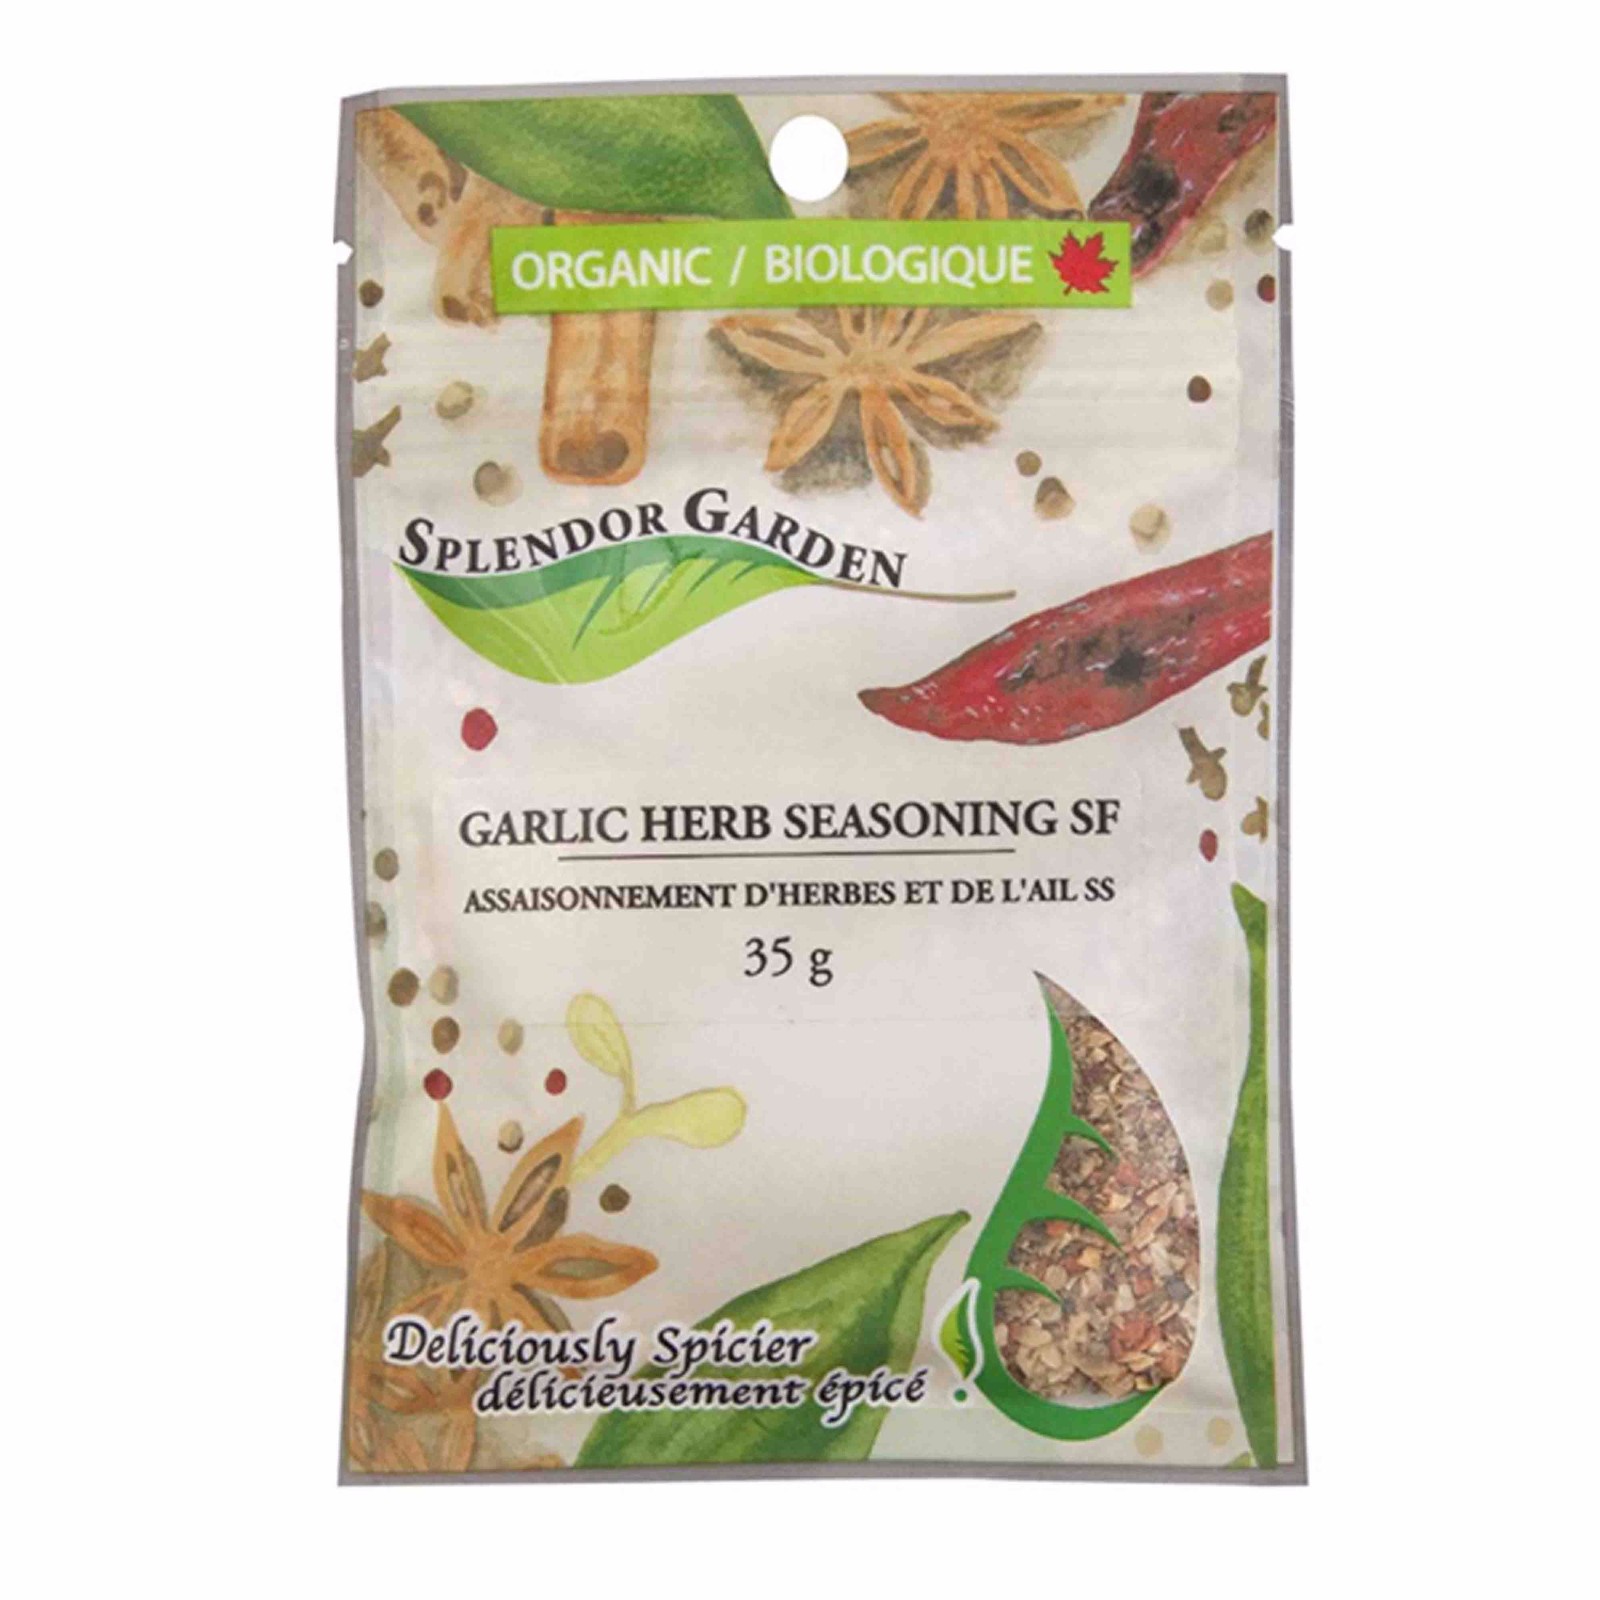 ORGANIC / BIOLOGIQUE
SPLENDOR GARDEN
GARLIC HERB SEASONING SF
ASSAISONNEMENT D'HERBES ET DE L'AIL SS
35 g
Deliciously Spicier
délicieusement épicé